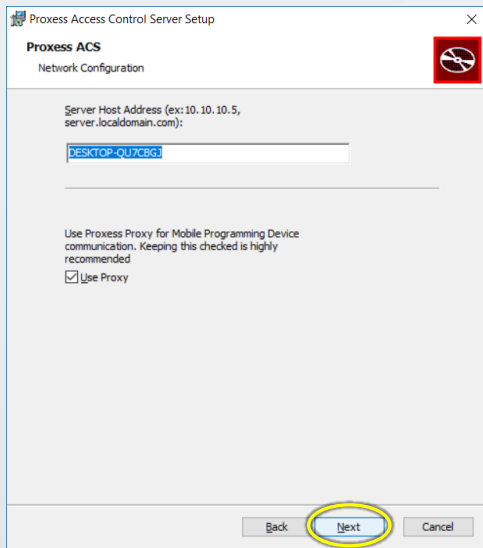 Proxess Access Control Server Setup
Proxess ACS
Network Configuration
Server Host Address (ex:10.10.10.5,
server.localdomain.com):
DESKTOP-QU7CBGJ
Use Proxess Proxy for Mobile Programming Device
communication. Keeping this checked is highly
recommended
Use Proxy
Back Next Cancel